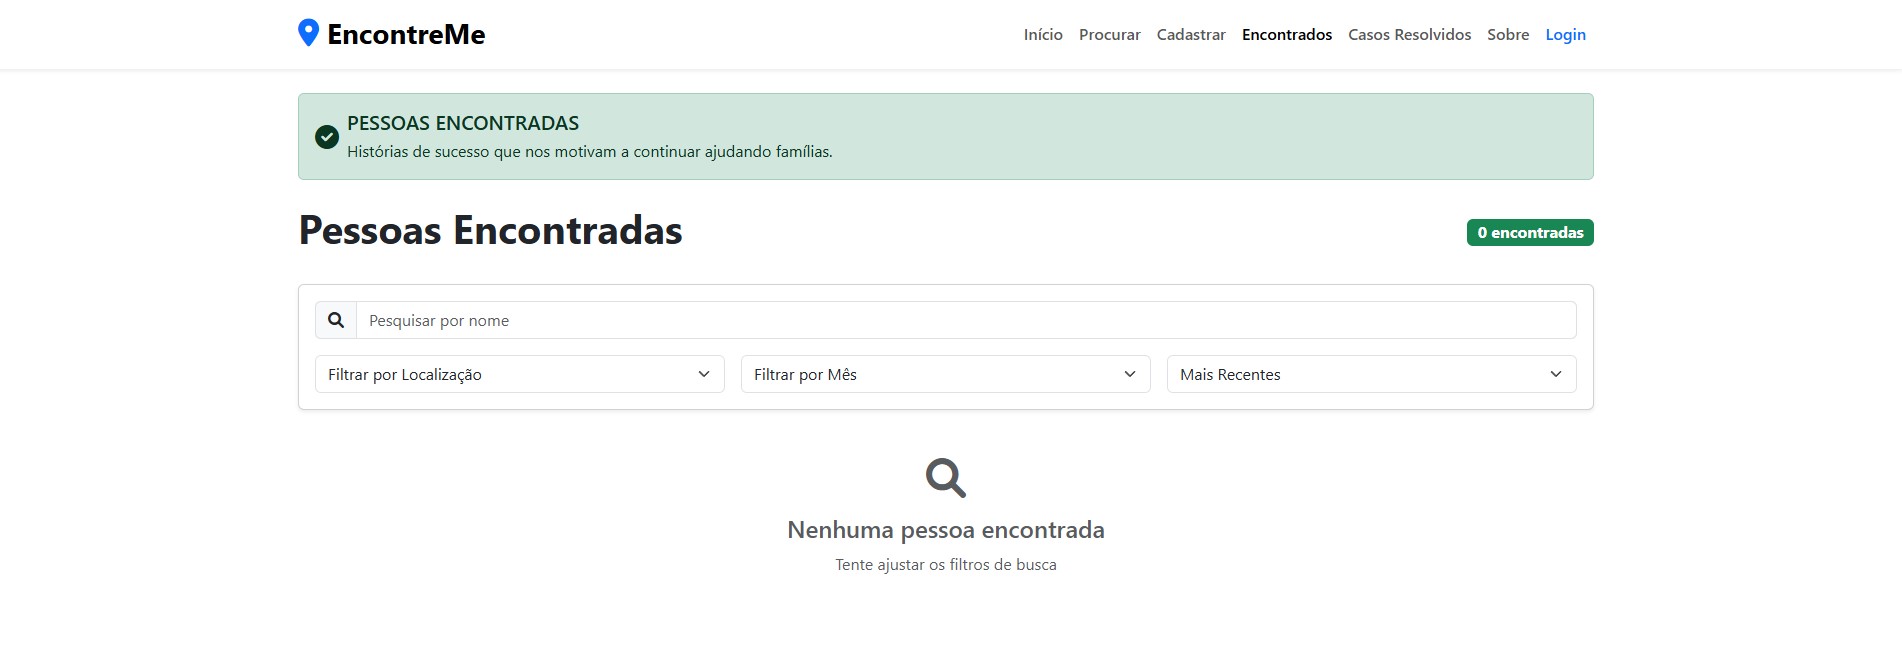 EncontreMe
Início Procurar Cadastrar Encontrados Casos Resolvidos Sobre Login
PESSOAS ENCONTRADAS
Histórias de sucesso que nos motivam a continuar ajudando famílias.
Pessoas Encontradas
0 encontradas
Pesquisar por nome
Filtrar por Localização
Filtrar por Mês
Mais Recentes
Nenhuma pessoa encontrada
Tente ajustar os filtros de busca